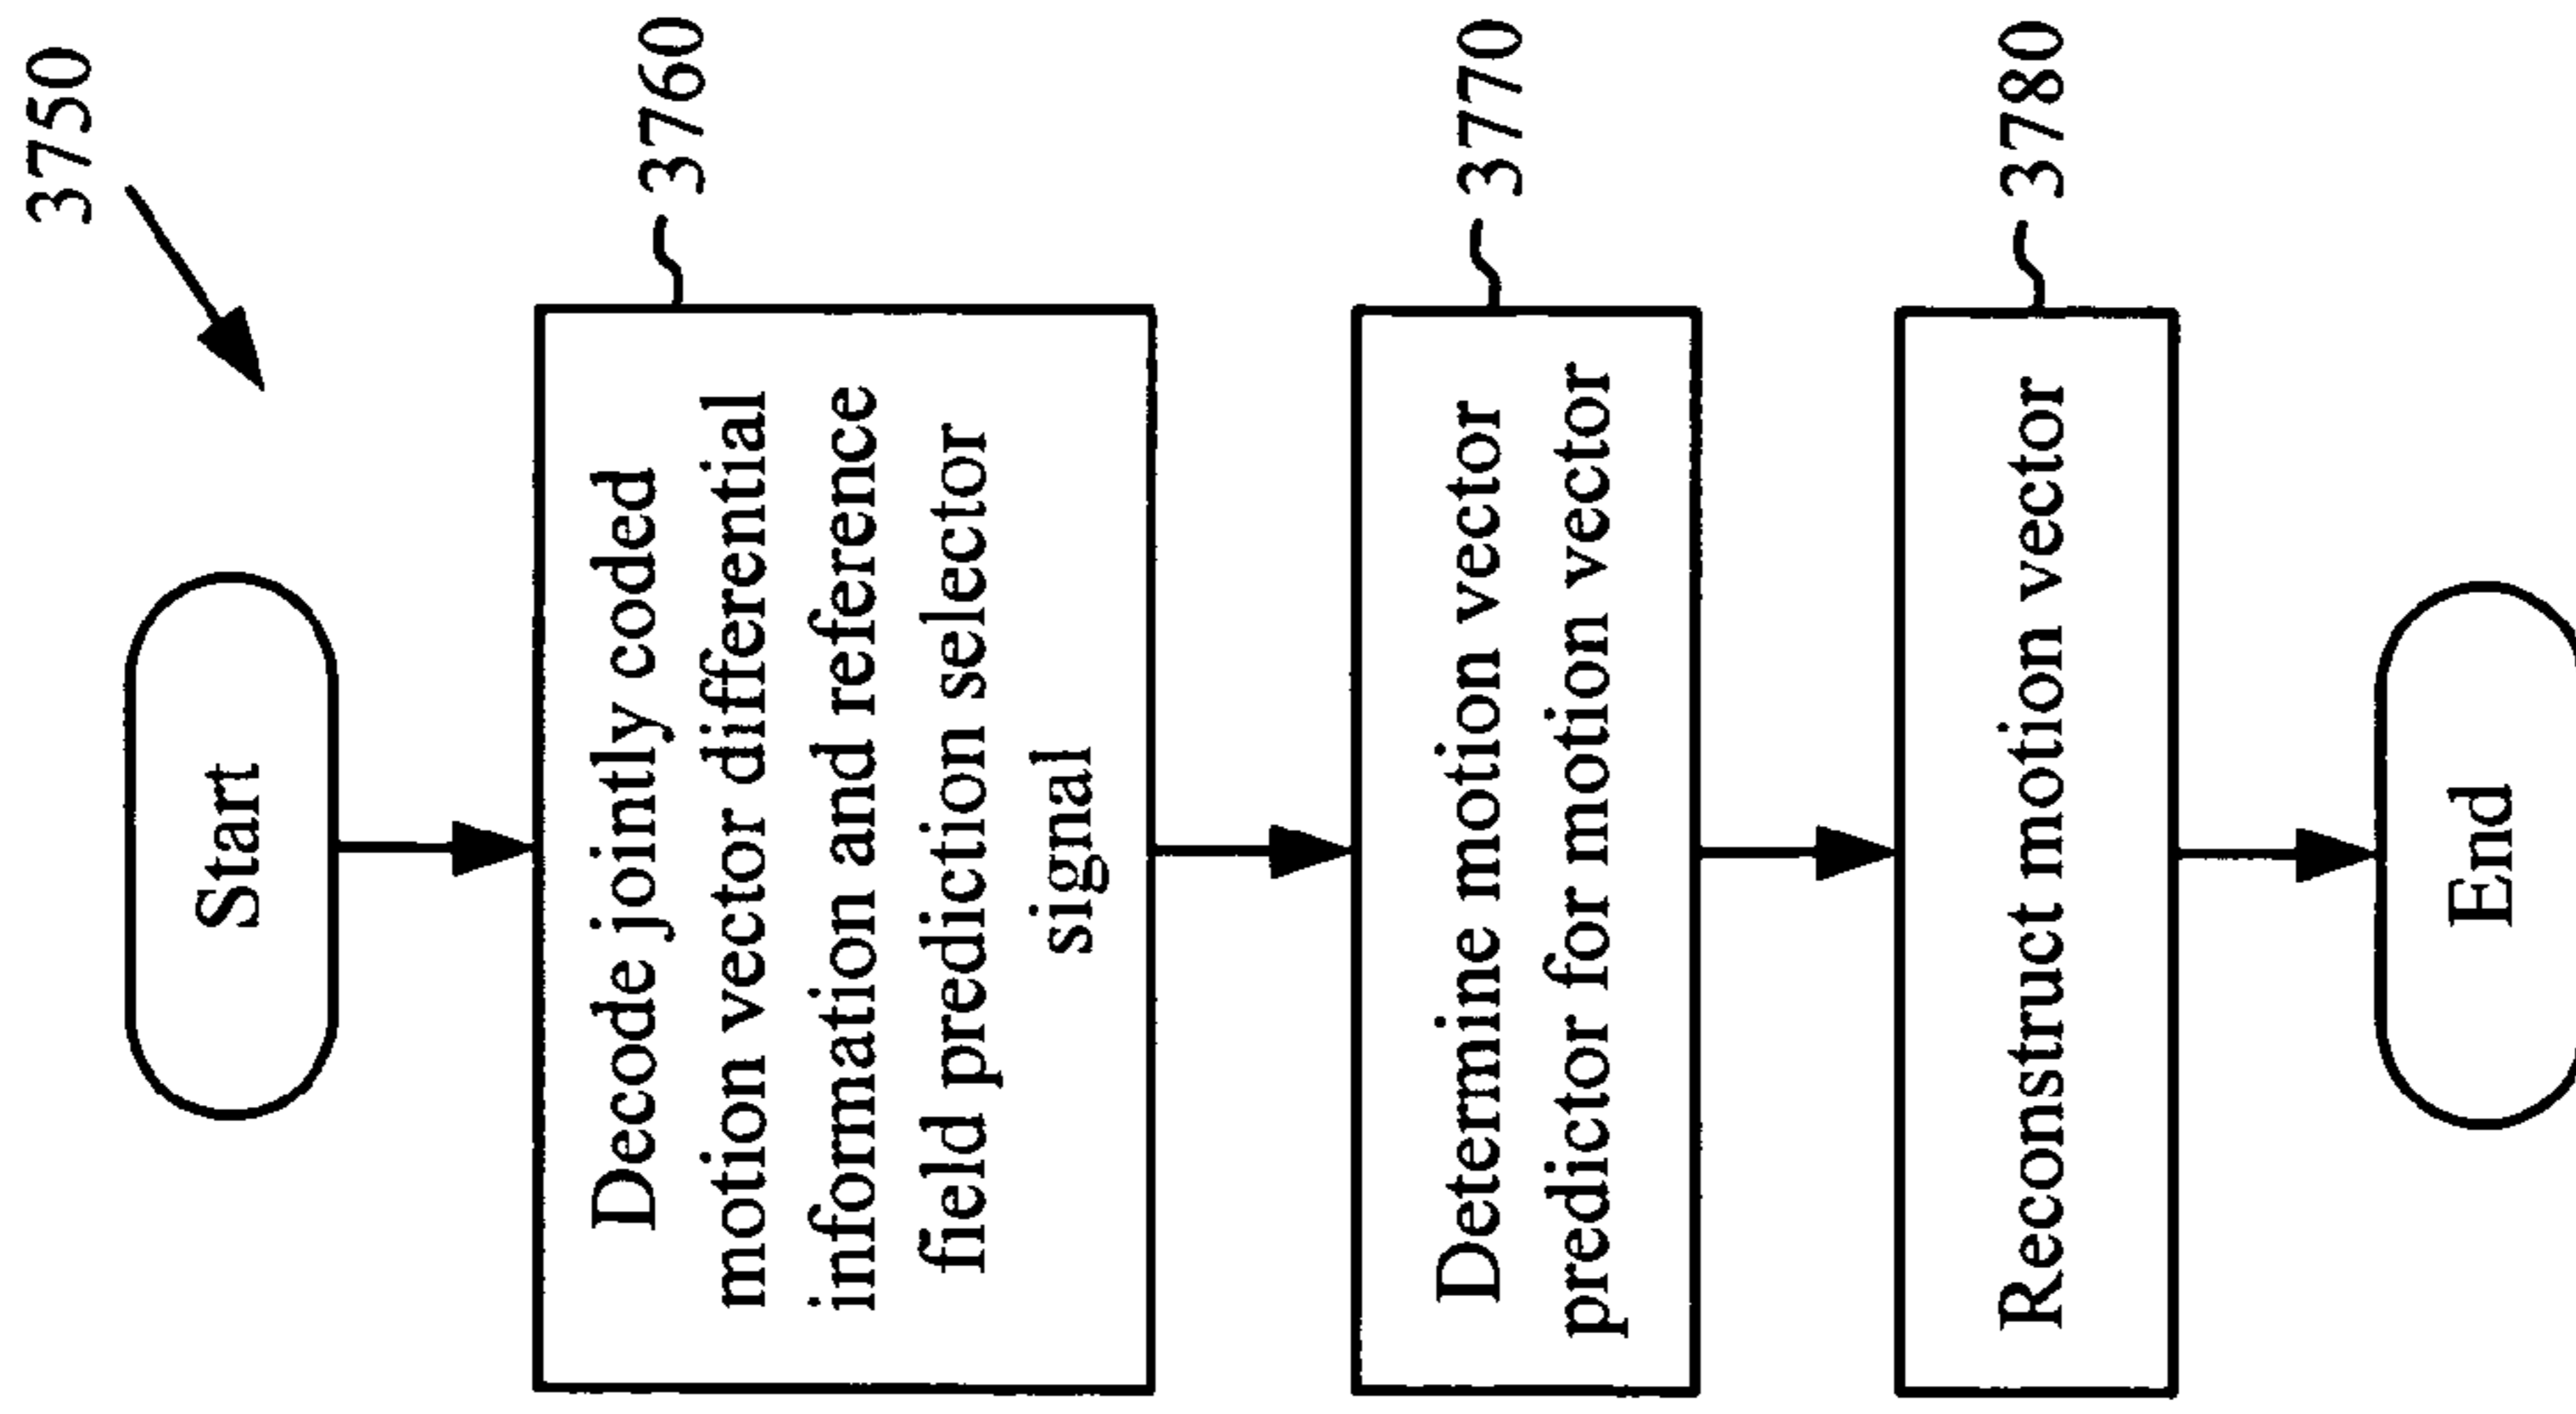 3750
Start
Decode jointly coded
motion vector differential
information and reference
field prediction selector
signal
3760
Determine motion vector
predictor for motion vector
3770
Reconstruct motion vector
3780
End